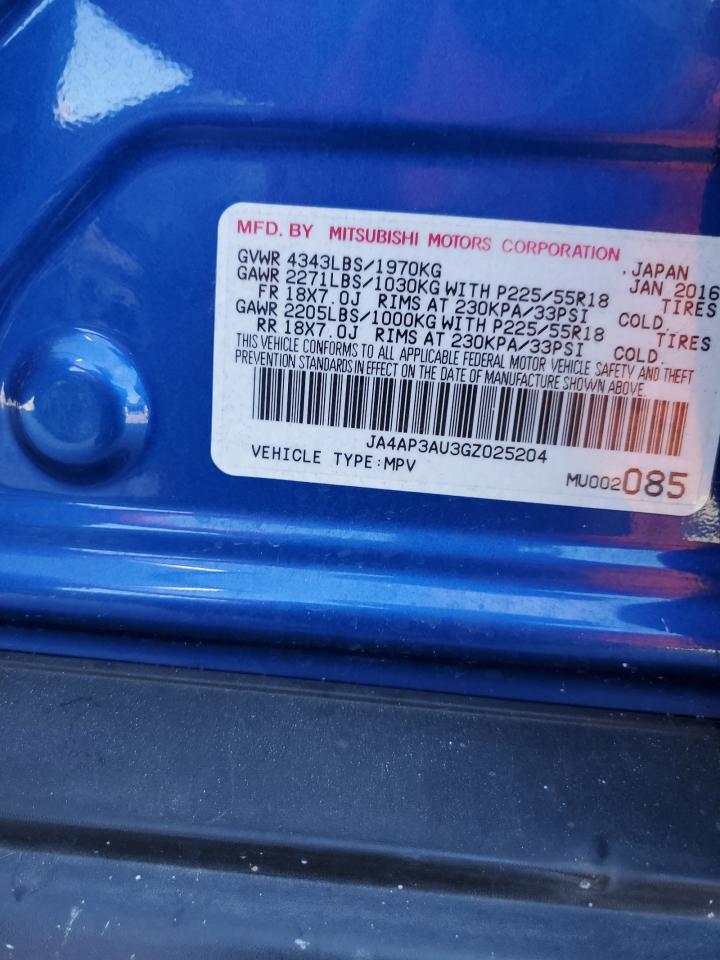 MFD. BY MITSUBISHI MOTORS CORPORATION
GVWR 4343LBS/1970KG . JAPAN
GAWR 2271LBS/1030KG WITH P225/55R18 JAN 2016
FR 18X7.0J RIMS AT 230KPA/33PSI COLD. TIRES
GAWR 2205LBS/1000KG WITH P225/55R18 TIRES
RR 18X7.0J RIMS AT 230KPA/33PSI COLD.
THIS VEHICLE CONFORMS TO ALL APPLICABLE FEDERAL MOTOR VEHICLE SAFETY AND THEFT
PREVENTION STANDARDS IN EFFECT ON THE DATE OF MANUFACTURE SHOWN ABOVE.
JA4AP3AU3GZ025204
VEHICLE TYPE:MPV
MU002085